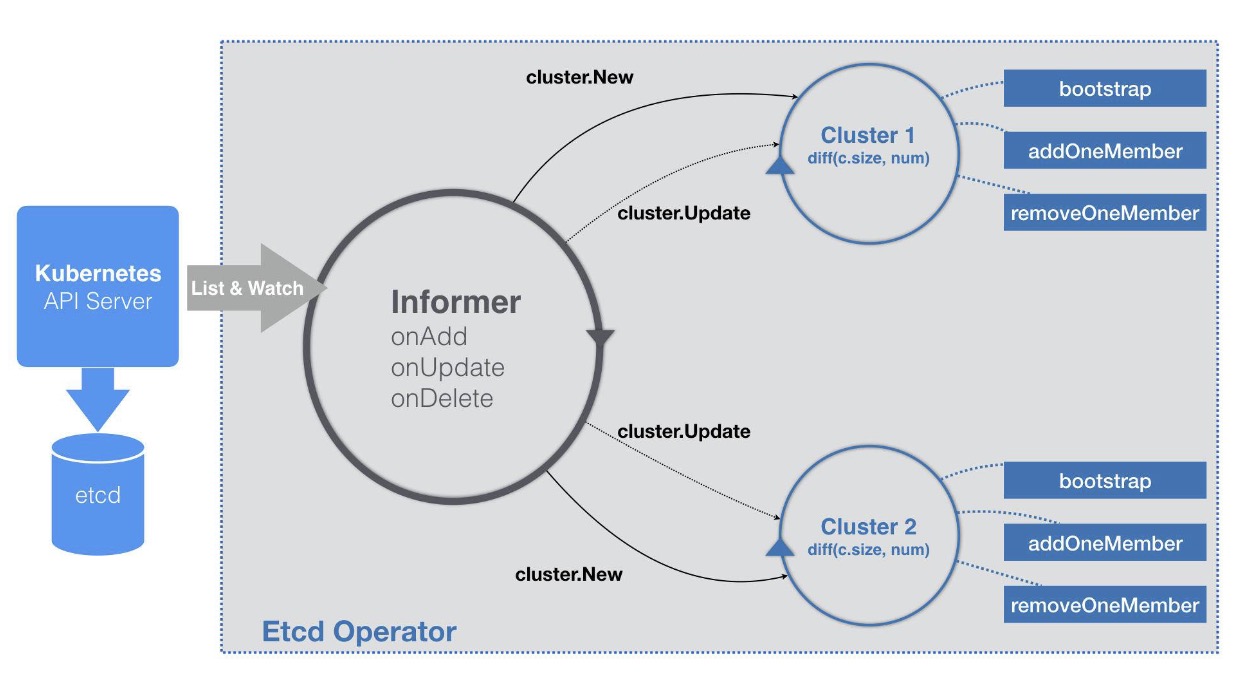 Kubernetes
API Server
etcd
List & Watch
Informer
onAdd
onUpdate
onDelete
cluster.New
cluster.Update
Cluster 1
diff(c.size, num)
bootstrap
addOneMember
removeOneMember
cluster.Update
cluster.New
Cluster 2
diff(c.size, num)
bootstrap
addOneMember
removeOneMember
Etcd Operator